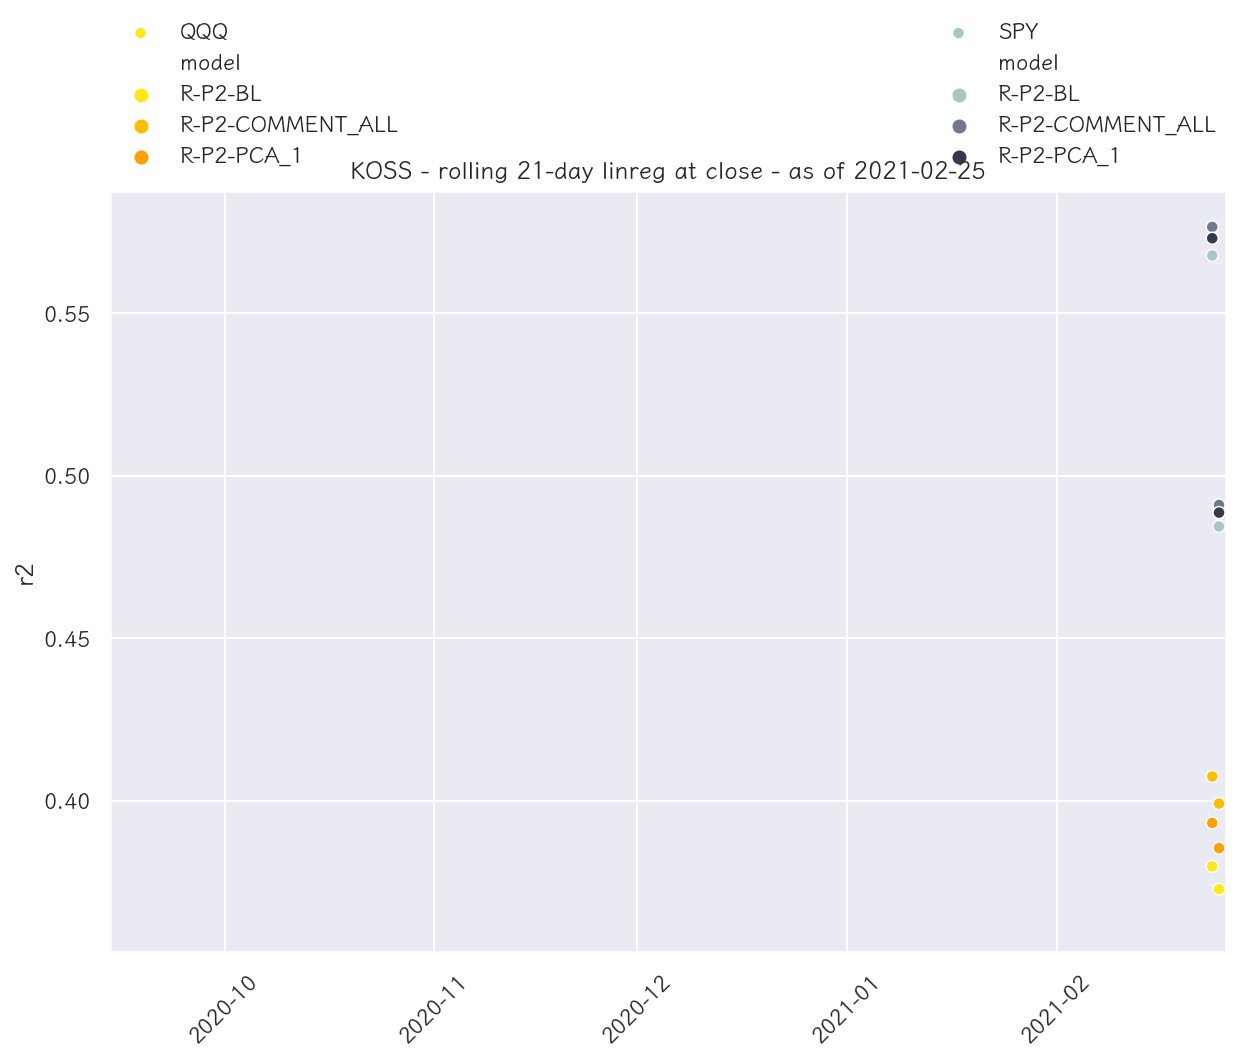 QQQ
model
R-P2-BL
R-P2-COMMENT_ALL
R-P2-PCA_1
SPY
model
R-P2-BL
R-P2-COMMENT_ALL
R-P2-PCA_1
KOSS - rolling 21-day linreg at close - as of 2021-02-25
0.55
0.50
0.45
0.40
r2
2020-10
2020-11
2020-12
2021-01
2021-02